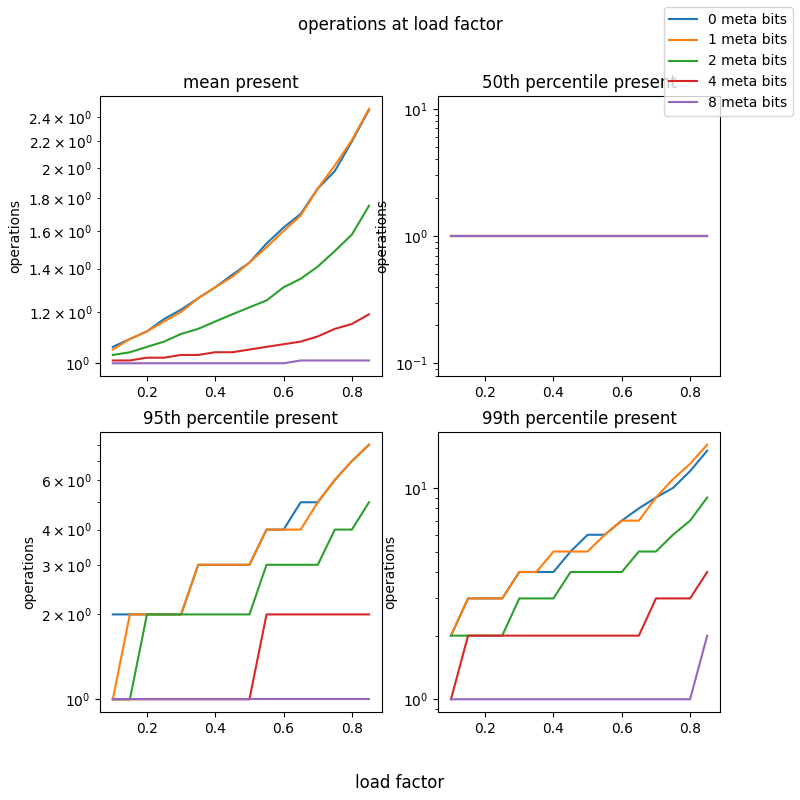 operations at load factor
0 meta bits
1 meta bits
2 meta bits
4 meta bits
8 meta bits
mean present
operations
2.4 × 10⁰
2.2 × 10⁰
2 × 10⁰
1.8 × 10⁰
1.6 × 10⁰
1.4 × 10⁰
1.2 × 10⁰
10⁰
0.2 0.4 0.6 0.8
50th percentile present
operations
10¹
10⁰
10⁻¹
0.2 0.4 0.6 0.8
95th percentile present
operations
6 × 10⁰
4 × 10⁰
3 × 10⁰
2 × 10⁰
10⁰
0.2 0.4 0.6 0.8
99th percentile present
operations
10¹
10⁰
0.2 0.4 0.6 0.8
load factor